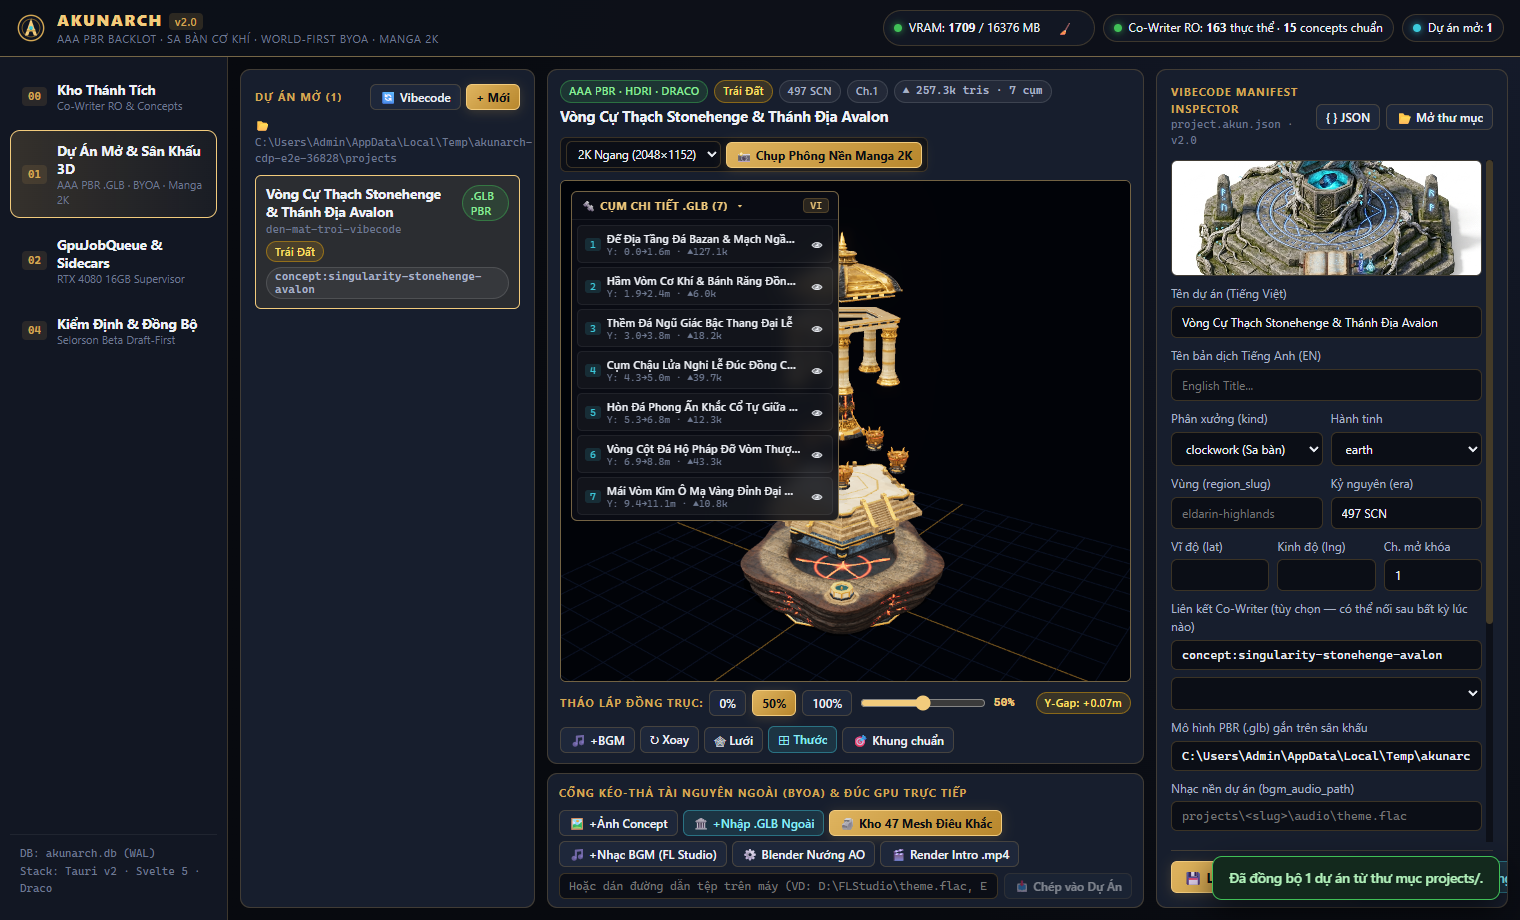 AKUNARCH v2.0
AAA PBR BACKLOT · SA BÀN CƠ KHÍ · WORLD-FIRST BYOA · MANGA 2K
VRAM: 1709 / 16376 MB
Co-Writer RO: 163 thực thể · 15 concepts chuẩn
Dự án mở: 1
00
Kho Thánh Tích
Co-Writer RO & Concepts
01
Dự Án Mở & Sân Khấu
3D
AAA PBR .GLB · BYOA · Manga
2K
02
GpuJobQueue &
Sidecars
RTX 4080 16GB Supervisor
04
Kiểm Định & Đồng Bộ
Selorson Beta Draft-First
DB: akunarch.db (WAL)
Stack: Tauri v2 · Svelte 5 ·
Draco
DỰ ÁN MỞ (1)
Vibecode
+ Mới
C:\Users\Admin\AppData\Local\Temp\akunarch-
cdp-e2e-36828\projects
Vòng Cự Thạch Stonehenge
& Thánh Địa Avalon
.GLB
PBR
den-mat-troi-vibecode
Trái Đất
concept:singularity-stonehenge-
avalon
AAA PBR · HDRI · DRACO
Trái Đất
497 SCN
Ch.1
▲ 257.3k tris · 7 cụm
Vòng Cự Thạch Stonehenge & Thánh Địa Avalon
2K Ngang (2048×1152)
Chụp Phông Nền Manga 2K
CỤM CHI TIẾT .GLB (7)
VI
1
Đế Địa Tầng Đá Bazan & Mạch Ngầ...
Y: 0.0→1.6m · ▲127.1k
2
Hầm Vòm Cơ Khí & Bánh Răng Đồn...
Y: 1.9→2.4m · ▲6.0k
3
Thềm Đá Ngũ Giác Bậc Thang Đại Lễ
Y: 3.0→3.8m · ▲18.2k
4
Cụm Chậu Lửa Nghi Lễ Đúc Đồng C...
Y: 4.3→5.0m · ▲39.7k
5
Hòn Đá Phong Ấn Khắc Cổ Tự Giữa ...
Y: 5.3→6.8m · ▲12.3k
6
Vòng Cột Đá Hộ Pháp Đỡ Vòm Thượ...
Y: 6.9→8.8m · ▲43.3k
7
Mái Vòm Kim Ô Mạ Vàng Đỉnh Đại ...
Y: 9.4→11.1m · ▲10.8k
THÁO LẮP ĐỒNG TRỤC:
0%
50%
100%
50%
Y-Gap: +0.07m
+BGM
↻ Xoay
Lưới
Thước
Khung chuẩn
CỔNG KÉO-THẢ TÀI NGUYÊN NGOÀI (BYOA) & ĐÚC GPU TRỰC TIẾP
+Ảnh Concept
+Nhập .GLB Ngoài
Kho 47 Mesh Điêu Khắc
+Nhạc BGM (FL Studio)
Blender Nướng AO
Render Intro .mp4
Hoặc dán đường dẫn tệp trên máy (VD: D:\FLStudio\theme.flac, E
Chép vào Dự Án
VIBECODE MANIFEST
INSPECTOR
project.akun.json ·
v2.0
{ } JSON
Mở thư mục
Tên dự án (Tiếng Việt)
Vòng Cự Thạch Stonehenge & Thánh Địa Avalon
Tên bản dịch Tiếng Anh (EN)
English Title...
Phân xưởng (kind)
Hành tinh
clockwork (Sa bàn)
earth
Vùng (region_slug)
Kỷ nguyên (era)
eldarin-highlands
497 SCN
Vĩ độ (lat)
Kinh độ (lng)
Ch. mở khóa
1
Liên kết Co-Writer (tùy chọn — có thể nối sau bất kỳ lúc
nào)
concept:singularity-stonehenge-avalon
Mô hình PBR (.glb) gắn trên sân khấu
C:\Users\Admin\AppData\Local\Temp\akunarc
Nhạc nền dự án (bgm_audio_path)
projects\<slug>\audio\theme.flac
Đã đồng bộ 1 dự án từ thư mục projects/.